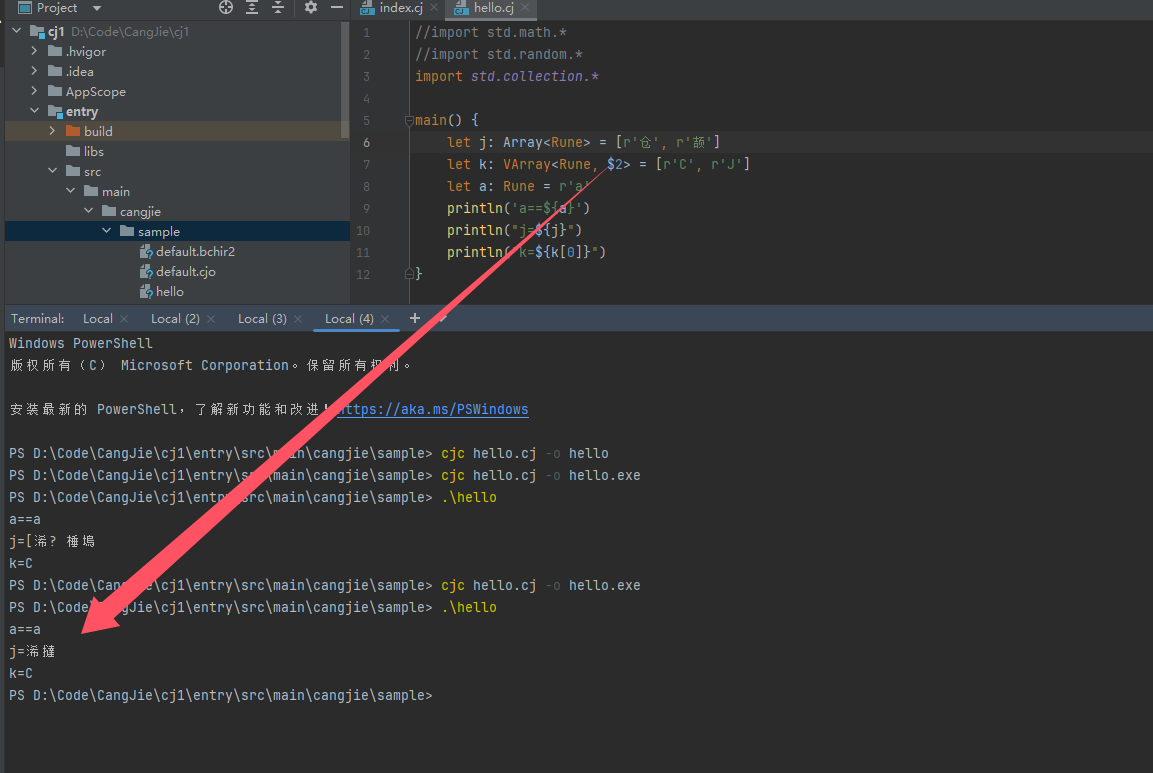 Project
cj1 D:\Code\CangJie\cj1
.hvigor
.idea
AppScope
entry
build
libs
src
main
cangjie
sample
default.bchir2
default.cjo
hello
index.cj
hello.cj
1 //import std.math.*
2 //import std.random.*
3 import std.collection.*
4
5 main() {
6 let j: Array<Rune> = [r'仓', r'颉']
7 let k: VArray<Rune, $2> = [r'C', r'J']
8 let a: Rune = r'a'
9 println('a==${a}')
10 println("j=${j}")
11 println("k=${k[0]}")
12 }
Terminal: Local Local (2) Local (3) Local (4)
Windows PowerShell
版权所有（C） Microsoft Corporation。保留所有权利。
安装最新的 PowerShell，了解新功能和改进！https://aka.ms/PSWindows
PS D:\Code\CangJie\cj1\entry\src\main\cangjie\sample> cjc hello.cj -o hello
PS D:\Code\CangJie\cj1\entry\src\main\cangjie\sample> cjc hello.cj -o hello.exe
PS D:\Code\CangJie\cj1\entry\src\main\cangjie\sample> .\hello
a==a
j=[浠? 棰塢
k=C
PS D:\Code\CangJie\cj1\entry\src\main\cangjie\sample> cjc hello.cj -o hello.exe
PS D:\Code\CangJie\cj1\entry\src\main\cangjie\sample> .\hello
a==a
j=浠撻
k=C
PS D:\Code\CangJie\cj1\entry\src\main\cangjie\sample>